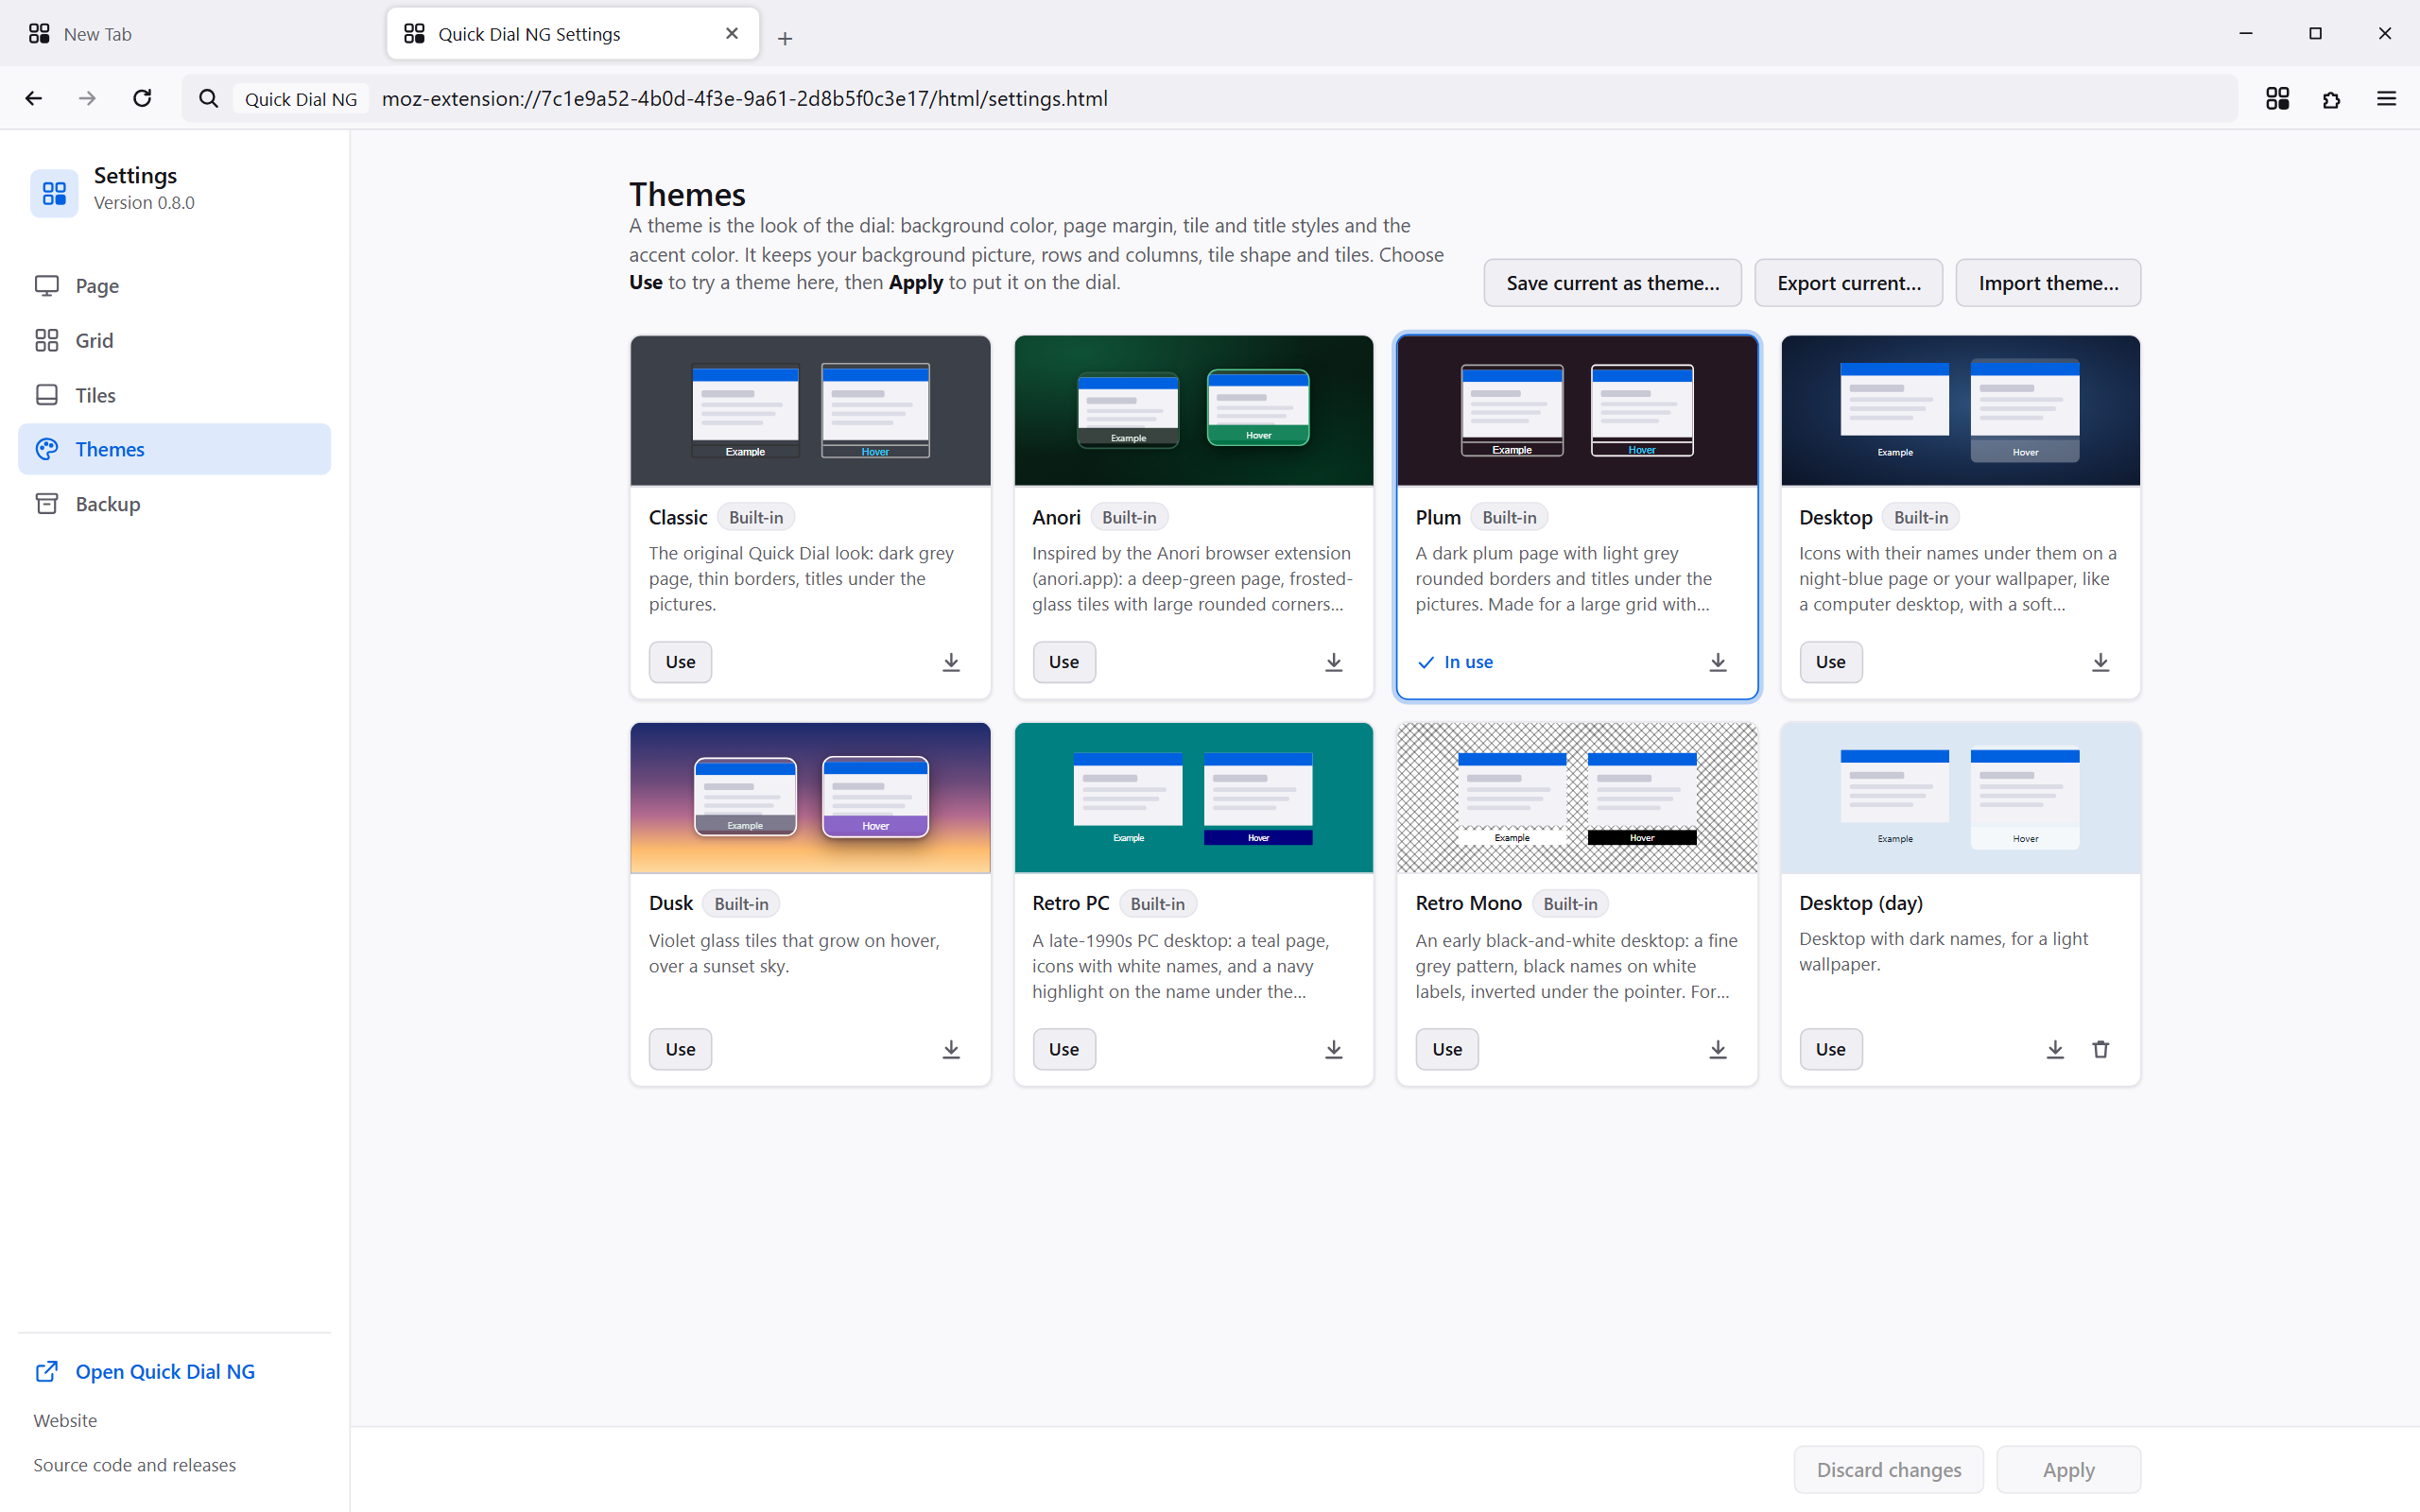 New Tab
Quick Dial NG Settings
Quick Dial NG
moz-extension://7c1e9a52-4b0d-4f3e-9a61-2d8b5f0c3e17/html/settings.html
Settings
Version 0.8.0
Page
Grid
Tiles
Themes
Backup
Open Quick Dial NG
Website
Source code and releases
Themes
A theme is the look of the dial: background color, page margin, tile and title styles and the
accent color. It keeps your background picture, rows and columns, tile shape and tiles. Choose
Use to try a theme here, then Apply to put it on the dial.
Save current as theme...
Export current...
Import theme...
Example
Hover
Classic
Built-in
The original Quick Dial look: dark grey
page, thin borders, titles under the
pictures.
Use
Example
Hover
Anori
Built-in
Inspired by the Anori browser extension
(anori.app): a deep-green page, frosted-
glass tiles with large rounded corners...
Use
Example
Hover
Plum
Built-in
A dark plum page with light grey
rounded borders and titles under the
pictures. Made for a large grid with...
In use
Example
Hover
Desktop
Built-in
Icons with their names under them on a
night-blue page or your wallpaper, like
a computer desktop, with a soft...
Use
Example
Hover
Dusk
Built-in
Violet glass tiles that grow on hover,
over a sunset sky.
Use
Example
Hover
Retro PC
Built-in
A late-1990s PC desktop: a teal page,
icons with white names, and a navy
highlight on the name under the...
Use
Example
Hover
Retro Mono
Built-in
An early black-and-white desktop: a fine
grey pattern, black names on white
labels, inverted under the pointer. For...
Use
Example
Hover
Desktop (day)
Desktop with dark names, for a light
wallpaper.
Use
Discard changes
Apply